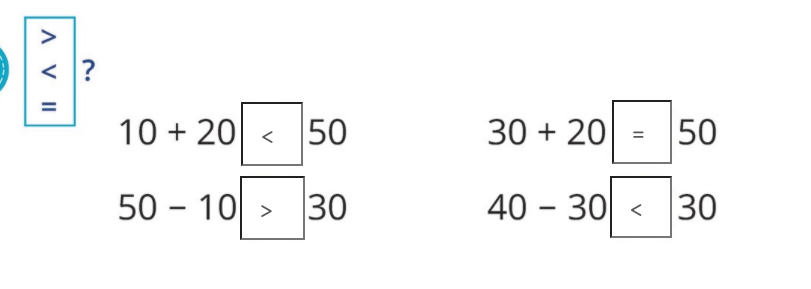 >
<
?
=
10 + 20 < 50
30 + 20 = 50
50 – 10 > 30
40 – 30 < 30